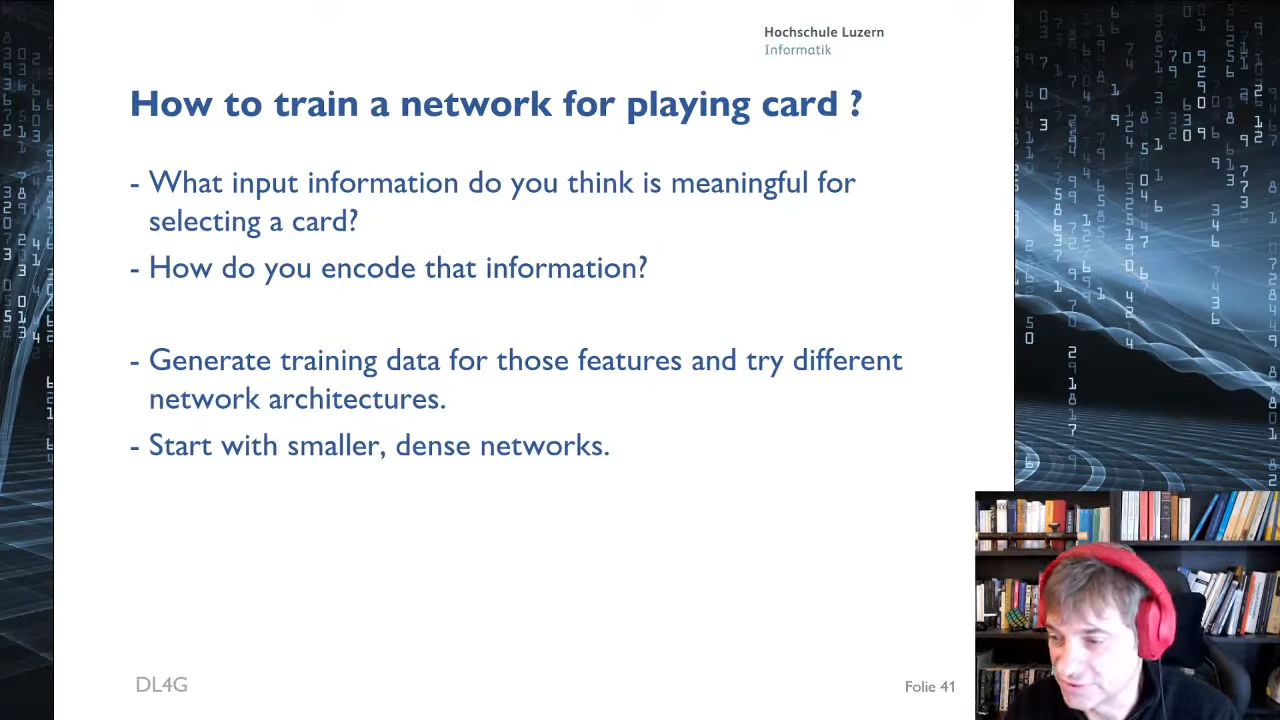 Hochschule Luzern
Informatik
How to train a network for playing card ?
- What input information do you think is meaningful for
selecting a card?
- How do you encode that information?
- Generate training data for those features and try different
network architectures.
- Start with smaller, dense networks.
DL4G
Folie 41